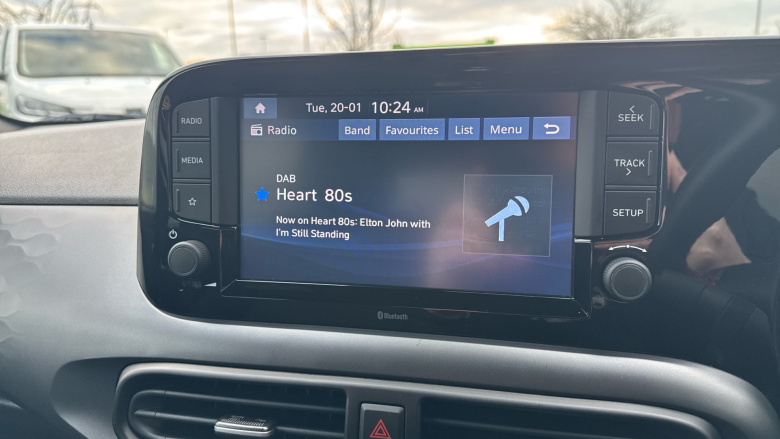 Tue, 20-01 10:24 AM
Radio Band Favourites List Menu
DAB
Heart 80s
Now on Heart 80s: Elton John with
I'm Still Standing
RADIO
MEDIA
SEEK
TRACK
SETUP
Bluetooth